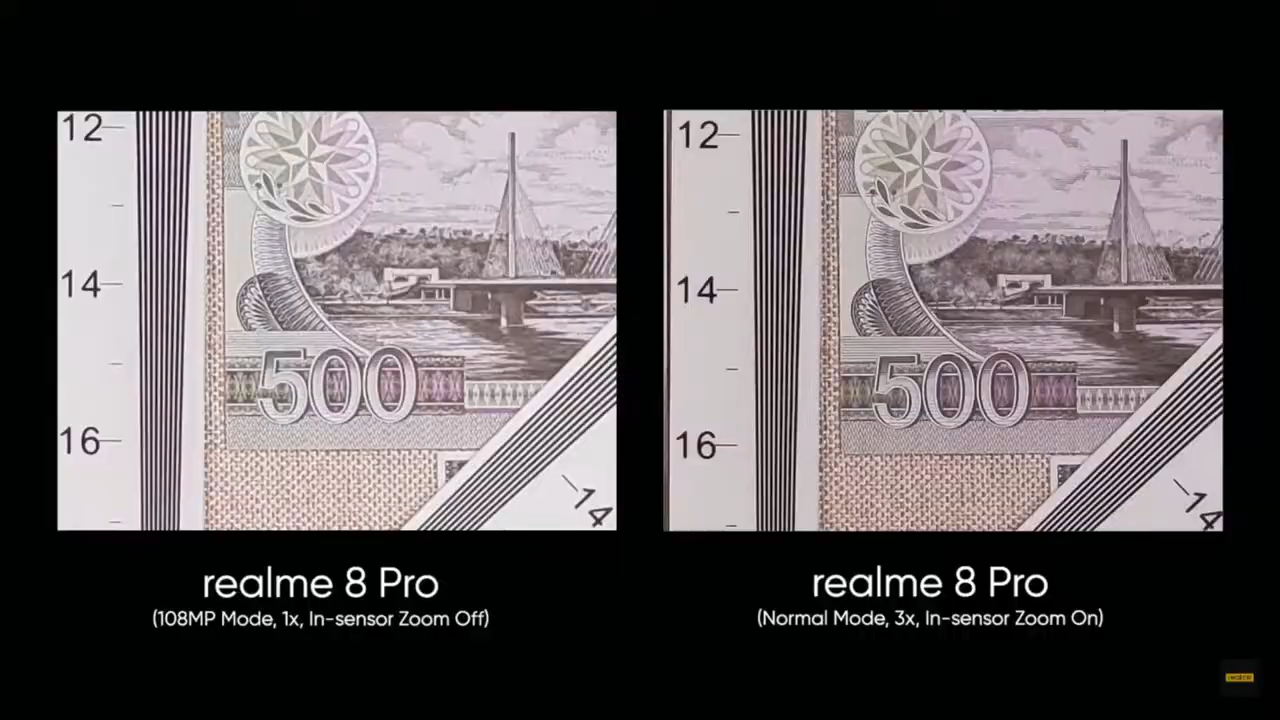 12
14
16
500
14
12
14
16
500
14
realme 8 Pro
(108MP Mode, 1x, In-sensor Zoom Off)
realme 8 Pro
(Normal Mode, 3x, In-sensor Zoom On)
realme